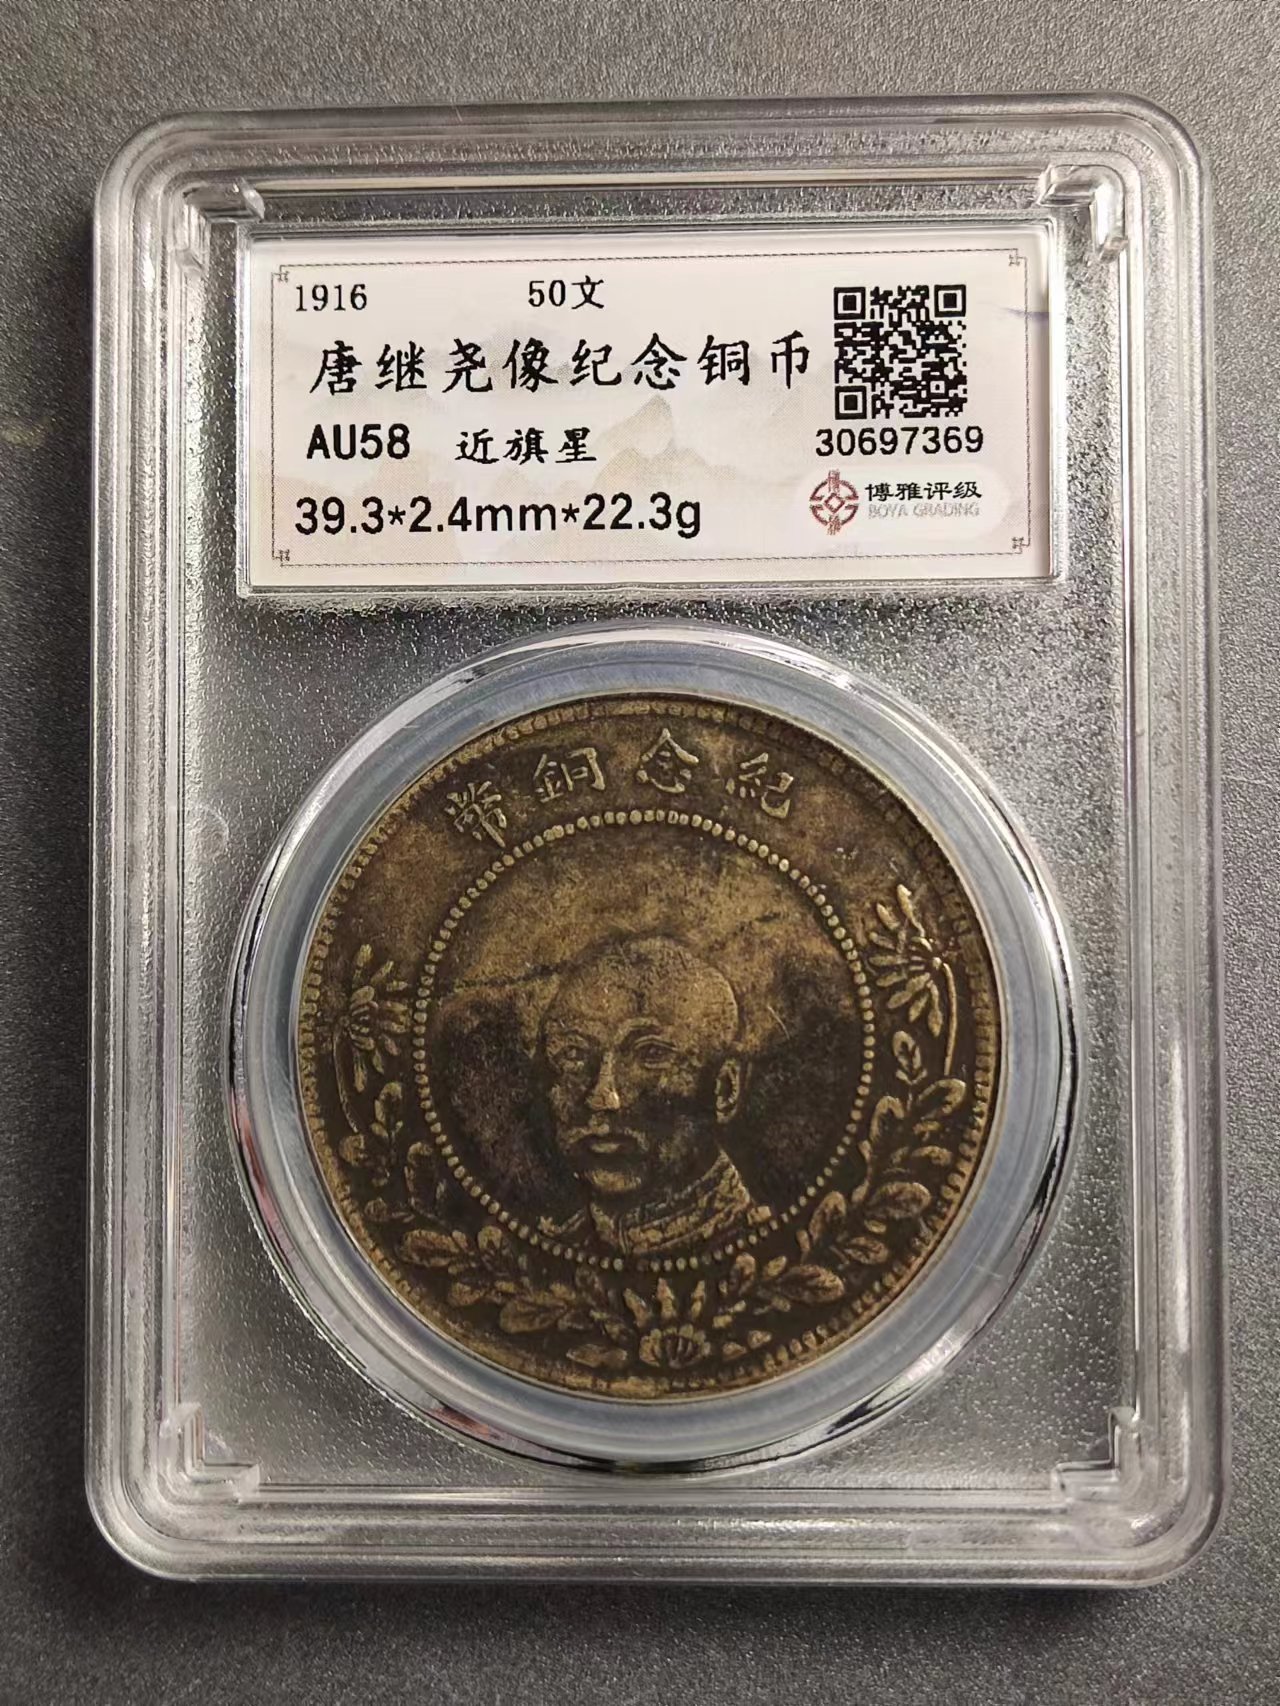 1916 50文
唐继尧像纪念铜币
AU58 近旗星
30697369
39.3*2.4mm*22.3g
博雅评级
BOYA GRADING
幣銅念紀